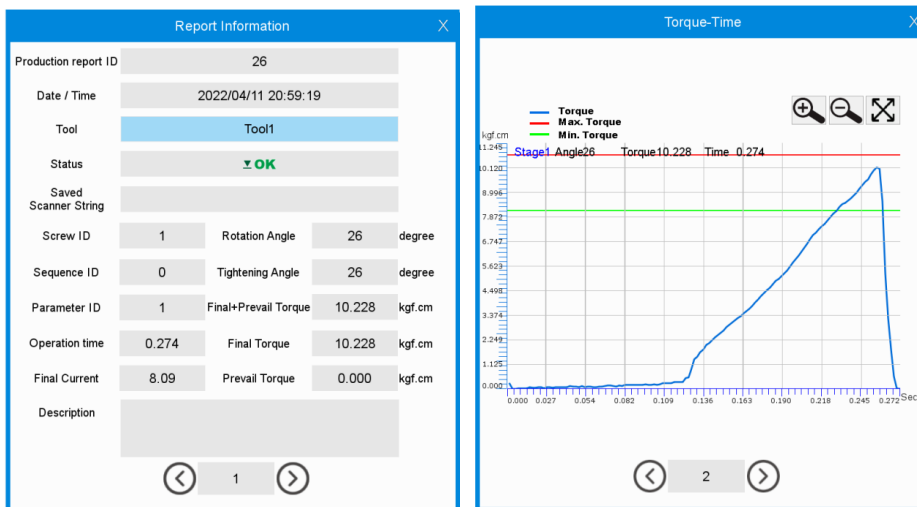 Report Information X
Production report ID 26
Date / Time 2022/04/11 20:59:19
Tool Tool1
Status OK
Saved
Scanner String
Screw ID 1 Rotation Angle 26 degree
Sequence ID 0 Tightening Angle 26 degree
Parameter ID 1 Final+Prevail Torque 10.228 kgf.cm
Operation time 0.274 Final Torque 10.228 kgf.cm
Final Current 8.09 Prevail Torque 0.000 kgf.cm
Description
1
Torque-Time X
Torque
Max. Torque
Min. Torque
kgf.cm
Stage1 Angle26 Torque10.228 Time 0.274
11.245
10.120
8.996
7.872
6.747
5.623
4.498
3.374
2.249
1.125
0.000
0.000 0.027 0.054 0.082 0.109 0.136 0.163 0.190 0.218 0.245 0.272 Sec
2